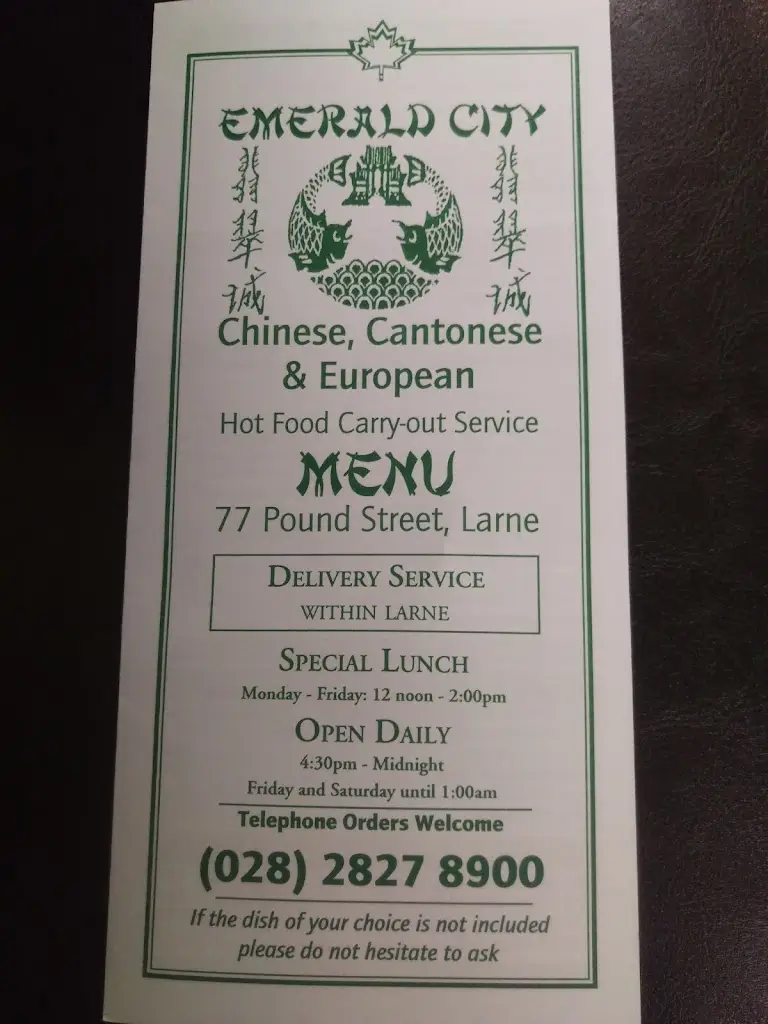 EMERALD CITY
翡翠诚
翡翠诚
Chinese, Cantonese
& European
Hot Food Carry-out Service
MENU
77 Pound Street, Larne
DELIVERY SERVICE
WITHIN LARNE
SPECIAL LUNCH
Monday - Friday: 12 noon - 2:00pm
OPEN DAILY
4:30pm - Midnight
Friday and Saturday until 1:00am
Telephone Orders Welcome
(028) 2827 8900
If the dish of your choice is not included
please do not hesitate to ask